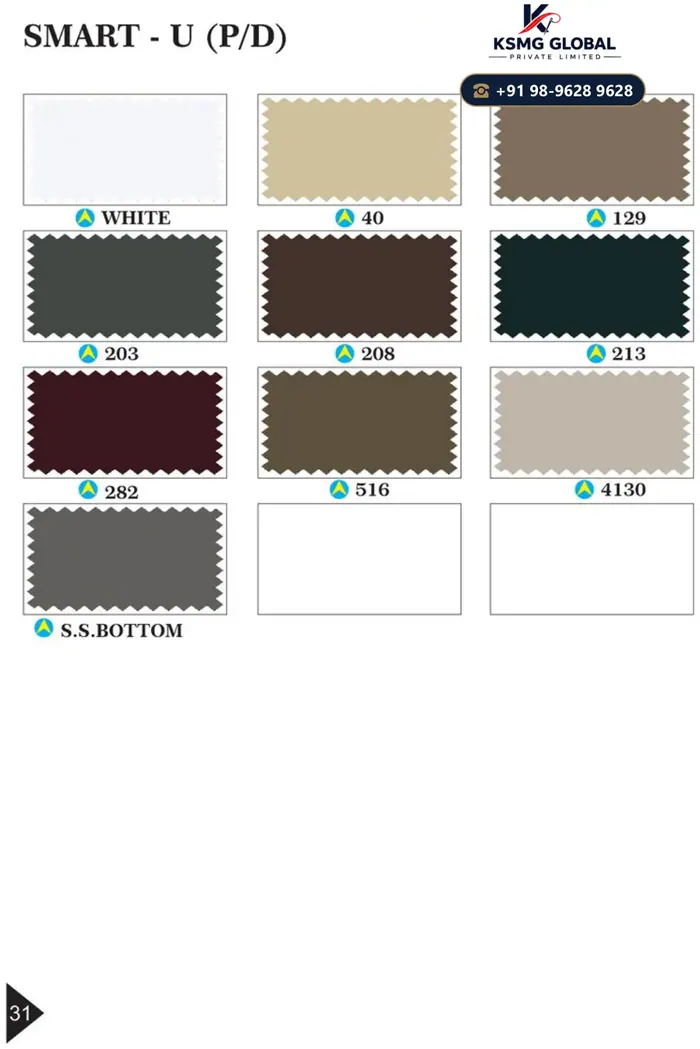 SMART - U (P/D)
KSMG GLOBAL
PRIVATE LIMITED
+91 98-9628 9628
WHITE
40
129
203
208
213
282
516
4130
S.S.BOTTOM
31